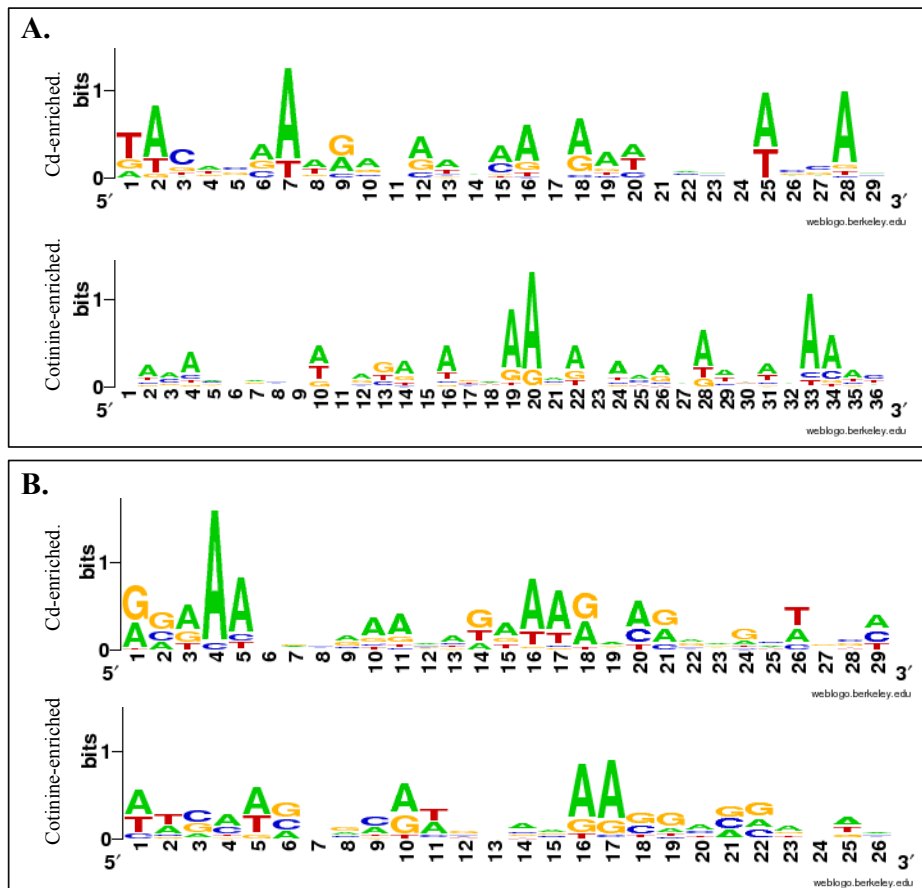 A.
Cd-enriched.
bits
1
0
5′ 1 2 3 4 5 6 7 8 9 10 11 12 13 14 15 16 17 18 19 20 21 22 23 24 25 26 27 28 29 3′
weblogo.berkeley.edu
Cotinine-enriched.
bits
1
0
5′ 1 2 3 4 5 6 7 8 9 10 11 12 13 14 15 16 17 18 19 20 21 22 23 24 25 26 27 28 29 30 31 32 33 34 35 36 3′
weblogo.berkeley.edu
B.
Cd-enriched.
bits
1
0
5′ 1 2 3 4 5 6 7 8 9 10 11 12 13 14 15 16 17 18 19 20 21 22 23 24 25 26 27 28 29 3′
weblogo.berkeley.edu
Cotinine-enriched
bits
1
0
5′ 1 2 3 4 5 6 7 8 9 10 11 12 13 14 15 16 17 18 19 20 21 22 23 24 25 26 3′
weblogo.berkeley.edu